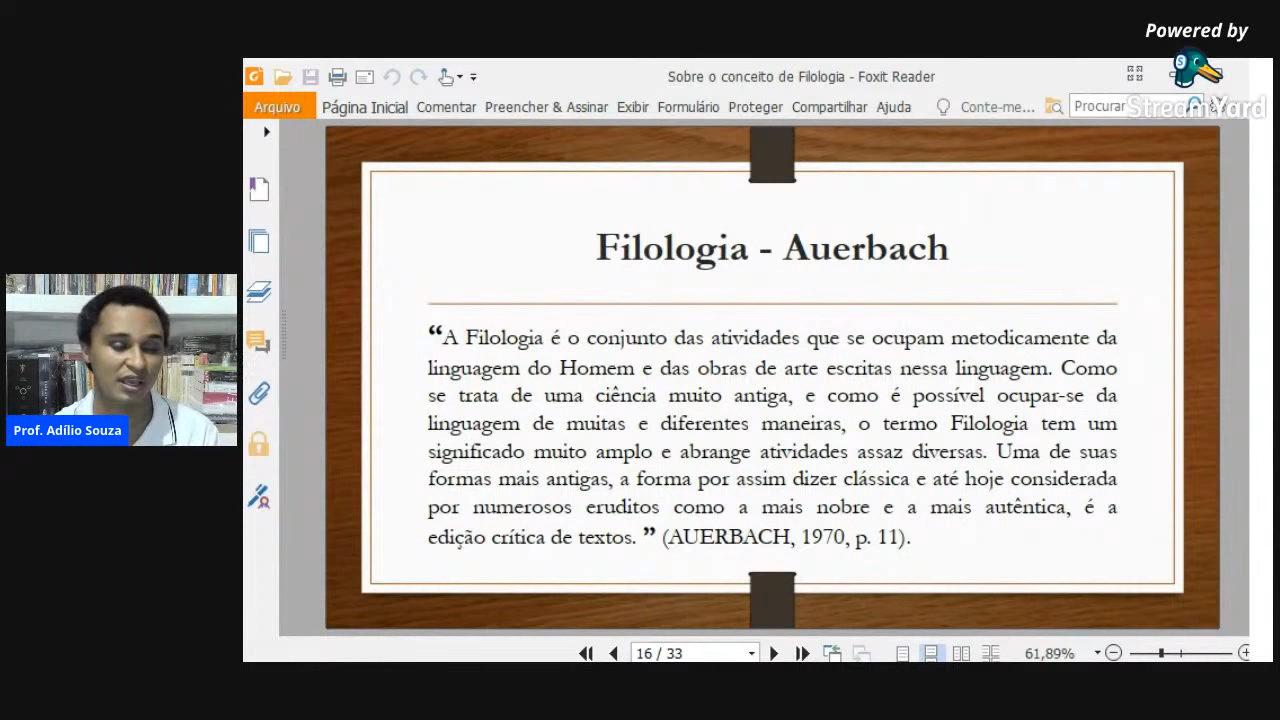 Powered by
StreamYard
Sobre o conceito de Filologia - Foxit Reader
Arquivo Página Inicial Comentar Preencher & Assinar Exibir Formulário Proteger Compartilhar Ajuda Conte-me... Procurar
Filologia - Auerbach
“A Filologia é o conjunto das atividades que se ocupam metodicamente da
linguagem do Homem e das obras de arte escritas nessa linguagem. Como
se trata de uma ciência muito antiga, e como é possível ocupar-se da
linguagem de muitas e diferentes maneiras, o termo Filologia tem um
significado muito amplo e abrange atividades assaz diversas. Uma de suas
formas mais antigas, a forma por assim dizer clássica e até hoje considerada
por numerosos eruditos como a mais nobre e a mais autêntica, é a
edição crítica de textos. ” (AUERBACH, 1970, p. 11).
Prof. Adílio Souza
16 / 33
61,89%